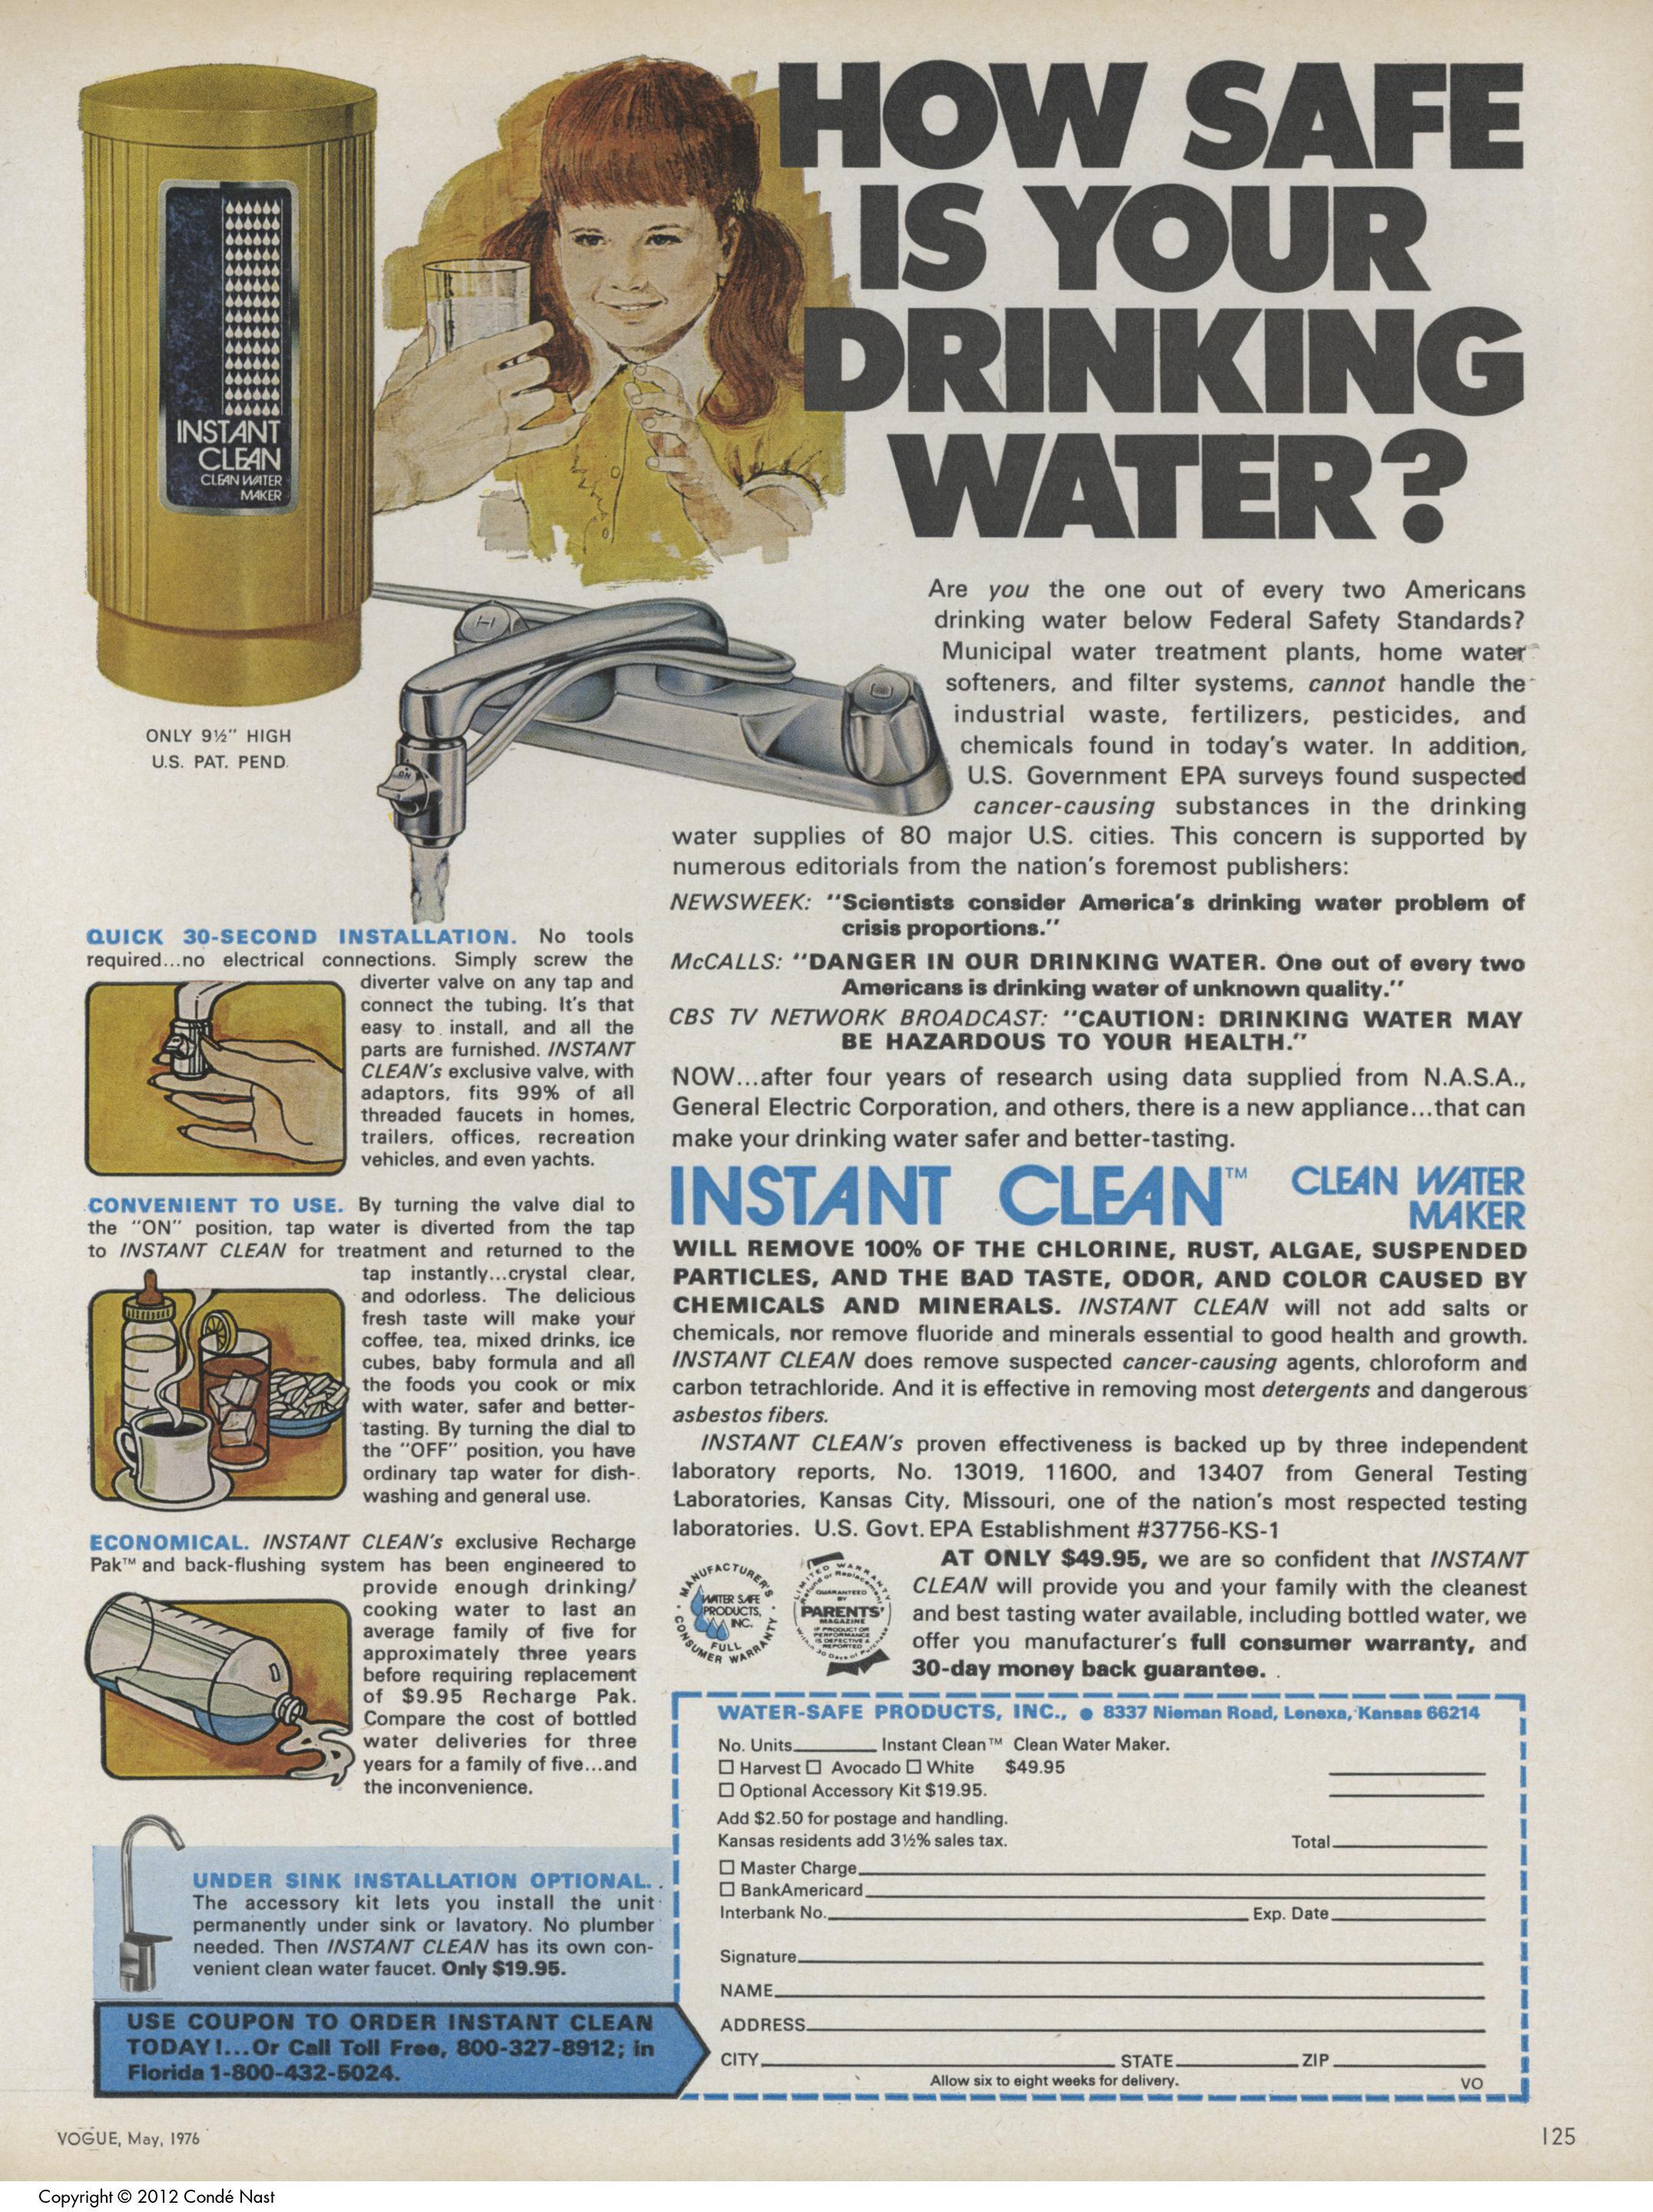 HOW SAFE
IS YOUR
DRINKING
WATER?
INSTANT
CLEAN
CLEAN WATER
MAKER
ONLY 9½" HIGH
U.S. PAT. PEND.
H
ON
Are you the one out of every two Americans
drinking water below Federal Safety Standards?
Municipal water treatment plants, home water
softeners, and filter systems, cannot handle the
industrial waste, fertilizers, pesticides, and
chemicals found in today's water. In addition,
U.S. Government EPA surveys found suspected
cancer-causing substances in the drinking
water supplies of 80 major U.S. cities. This concern is supported by
numerous editorials from the nation's foremost publishers:
NEWSWEEK: "Scientists consider America's drinking water problem of
crisis proportions."
McCALLS: "DANGER IN OUR DRINKING WATER. One out of every two
Americans is drinking water of unknown quality."
CBS TV NETWORK BROADCAST: "CAUTION: DRINKING WATER MAY
BE HAZARDOUS TO YOUR HEALTH."
NOW...after four years of research using data supplied from N.A.S.A.,
General Electric Corporation, and others, there is a new appliance...that can
make your drinking water safer and better-tasting.
INSTANT CLEAN™ CLEAN WATER
MAKER
WILL REMOVE 100% OF THE CHLORINE, RUST, ALGAE, SUSPENDED
PARTICLES, AND THE BAD TASTE, ODOR, AND COLOR CAUSED BY
CHEMICALS AND MINERALS. INSTANT CLEAN will not add salts or
chemicals, nor remove fluoride and minerals essential to good health and growth.
INSTANT CLEAN does remove suspected cancer-causing agents, chloroform and
carbon tetrachloride. And it is effective in removing most detergents and dangerous
asbestos fibers.
INSTANT CLEAN's proven effectiveness is backed up by three independent
laboratory reports, No. 13019, 11600, and 13407 from General Testing
Laboratories, Kansas City, Missouri, one of the nation's most respected testing
laboratories. U.S. Govt. EPA Establishment #37756-KS-1
MANUFACTURER'S
WATER SAFE
PRODUCTS,
INC.
FULL
CONSUMER WARRANTY
LIMITED WARRANTY
Refund or Replacement
GUARANTEED
BY
PARENTS'
MAGAZINE
IF PRODUCT OR
PERFORMANCE
IS DEFECTIVE &
REPORTED
Within 30 Days of Purchase
AT ONLY $49.95, we are so confident that INSTANT
CLEAN will provide you and your family with the cleanest
and best tasting water available, including bottled water, we
offer you manufacturer's full consumer warranty, and
30-day money back guarantee.
QUICK 30-SECOND INSTALLATION. No tools
required...no electrical connections. Simply screw the
diverter valve on any tap and
connect the tubing. It's that
easy to install, and all the
parts are furnished. INSTANT
CLEAN's exclusive valve, with
adaptors, fits 99% of all
threaded faucets in homes,
trailers, offices, recreation
vehicles, and even yachts.
CONVENIENT TO USE. By turning the valve dial to
the "ON" position, tap water is diverted from the tap
to INSTANT CLEAN for treatment and returned to the
tap instantly...crystal clear,
and odorless. The delicious
fresh taste will make your
coffee, tea, mixed drinks, ice
cubes, baby formula and all
the foods you cook or mix
with water, safer and better-
tasting. By turning the dial to
the "OFF" position, you have
ordinary tap water for dish-
washing and general use.
ECONOMICAL. INSTANT CLEAN's exclusive Recharge
Pak™ and back-flushing system has been engineered to
provide enough drinking/
cooking water to last an
average family of five for
approximately three years
before requiring replacement
of $9.95 Recharge Pak.
Compare the cost of bottled
water deliveries for three
years for a family of five...and
the inconvenience.
UNDER SINK INSTALLATION OPTIONAL.
The accessory kit lets you install the unit
permanently under sink or lavatory. No plumber
needed. Then INSTANT CLEAN has its own con-
venient clean water faucet. Only $19.95.
USE COUPON TO ORDER INSTANT CLEAN
TODAY!...Or Call Toll Free, 800-327-8912; in
Florida 1-800-432-5024.
WATER-SAFE PRODUCTS, INC., ● 8337 Nieman Road, Lenexa, Kansas 66214
No. Units Instant Clean™ Clean Water Maker.
☐ Harvest ☐ Avocado ☐ White $49.95
☐ Optional Accessory Kit $19.95.
Add $2.50 for postage and handling.
Kansas residents add 3½% sales tax. Total
☐ Master Charge
☐ BankAmericard
Interbank No. Exp. Date
Signature
NAME
ADDRESS
CITY STATE ZIP
Allow six to eight weeks for delivery. VO
VOGUE, May, 1976
125
Copyright © 2012 Condé Nast